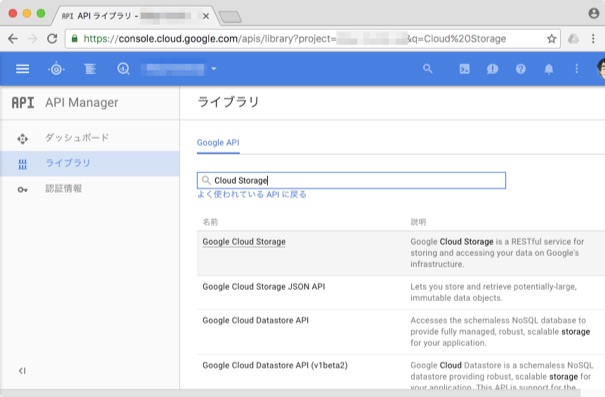 API API ライブラリ -
https://console.cloud.google.com/apis/library?project=
&q=Cloud%20Storage
API API Manager
ライブラリ
ダッシュボード
ライブラリ
認証情報
Google API
Cloud Storage
よく使われている API に戻る
名前
説明
Google Cloud Storage
Google Cloud Storage is a RESTful service for
storing and accessing your data on Google's
infrastructure.
Google Cloud Storage JSON API
Lets you store and retrieve potentially-large,
immutable data objects.
Google Cloud Datastore API
Accesses the schemaless NoSQL database to
provide fully managed, robust, scalable storage
for your application.
Google Cloud Datastore API (v1beta2)
Google Cloud Datastore is a schemaless NoSQL
datastore providing robust, scalable storage for
your application. This API is support for the